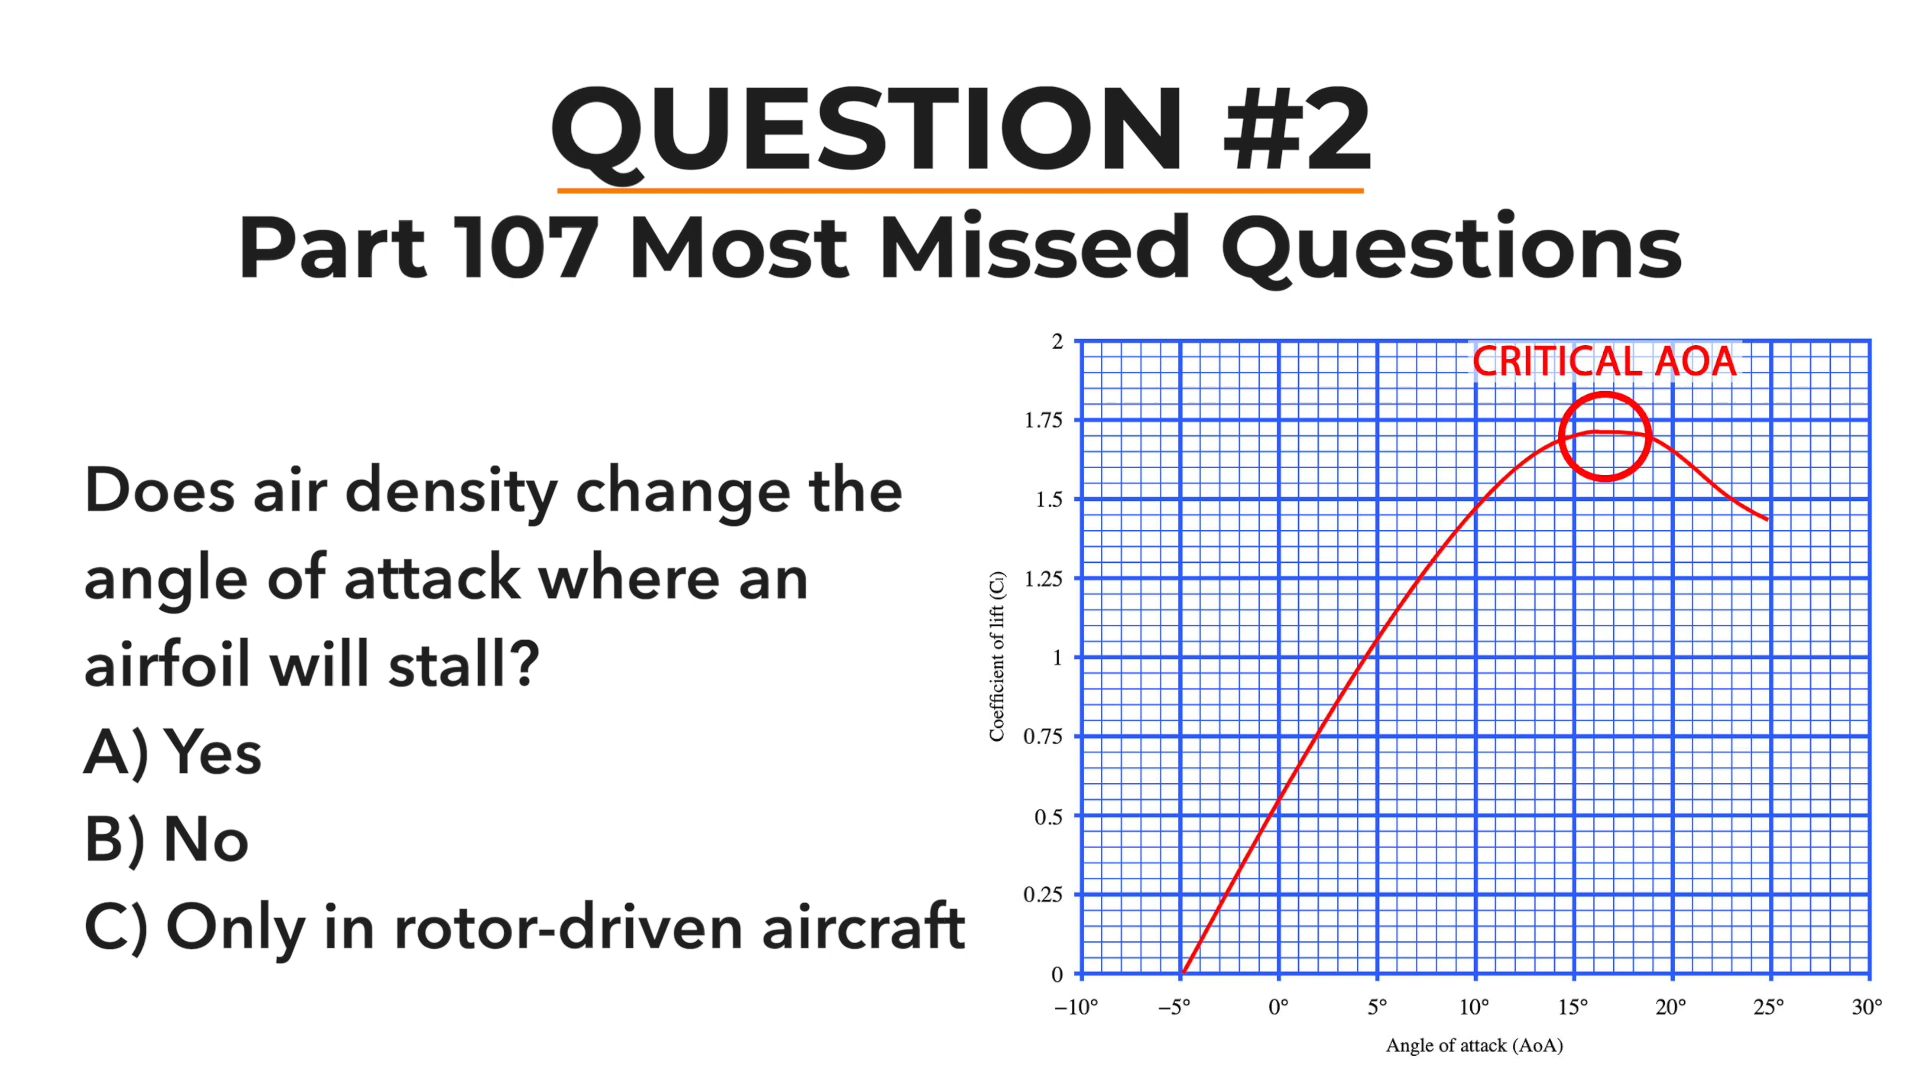 QUESTION #2
Part 107 Most Missed Questions
Does air density change the
angle of attack where an
airfoil will stall?
A) Yes
B) No
C) Only in rotor-driven aircraft
CRITICAL AOA
2
1.75
1.5
1.25
1
0.75
0.5
0.25
0
Coefficient of lift (Cl)
−10°
−5°
0°
5°
10°
15°
20°
25°
30°
Angle of attack (AoA)